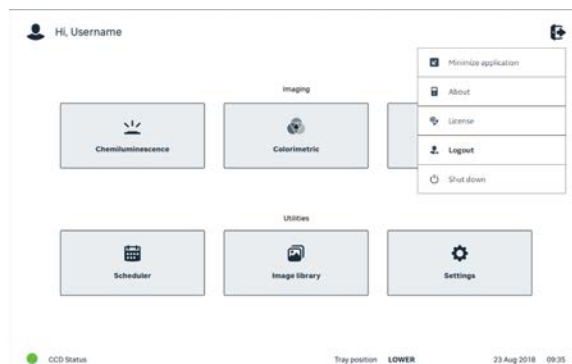 Hi, Username
Minimize application
About
License
Logout
Shut down
Imaging
Chemiluminescence
Colorimetric
Utilities
Scheduler
Image library
Settings
CCD Status
Tray position LOWER
23 Aug 2018 09:35